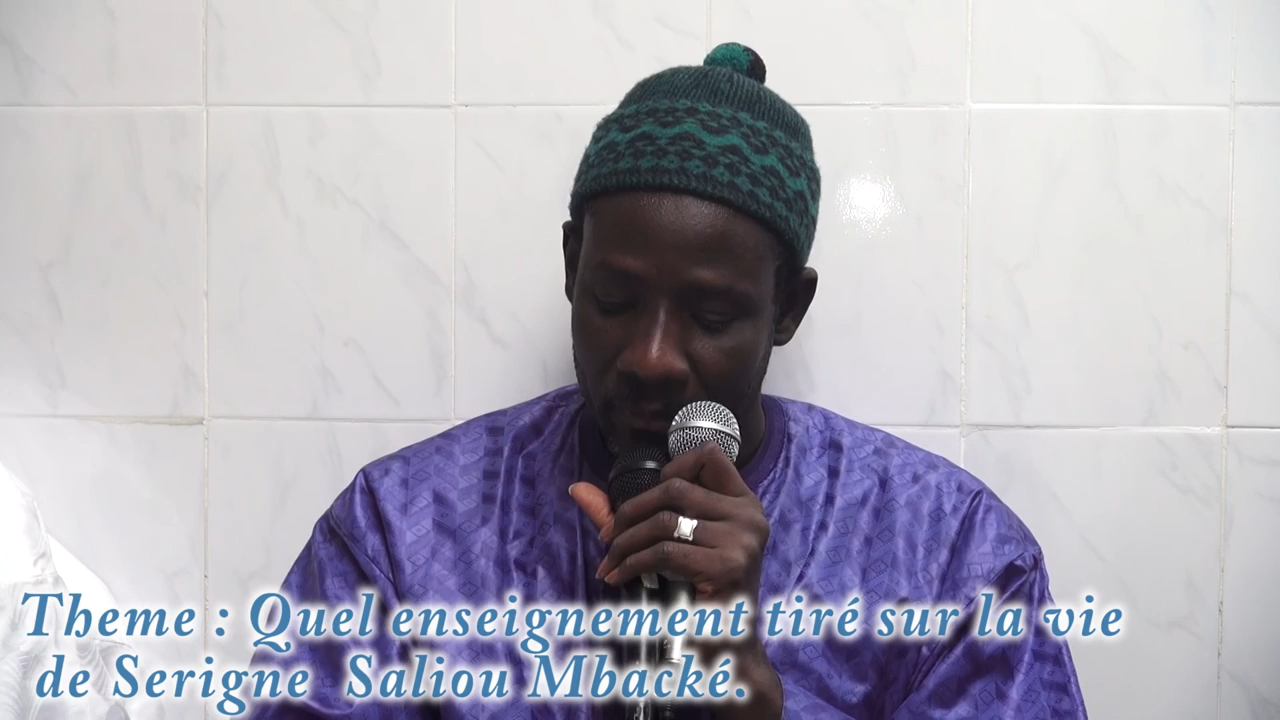 Theme : Quel enseignement tiré sur la vie
de Serigne Saliou Mbacké.